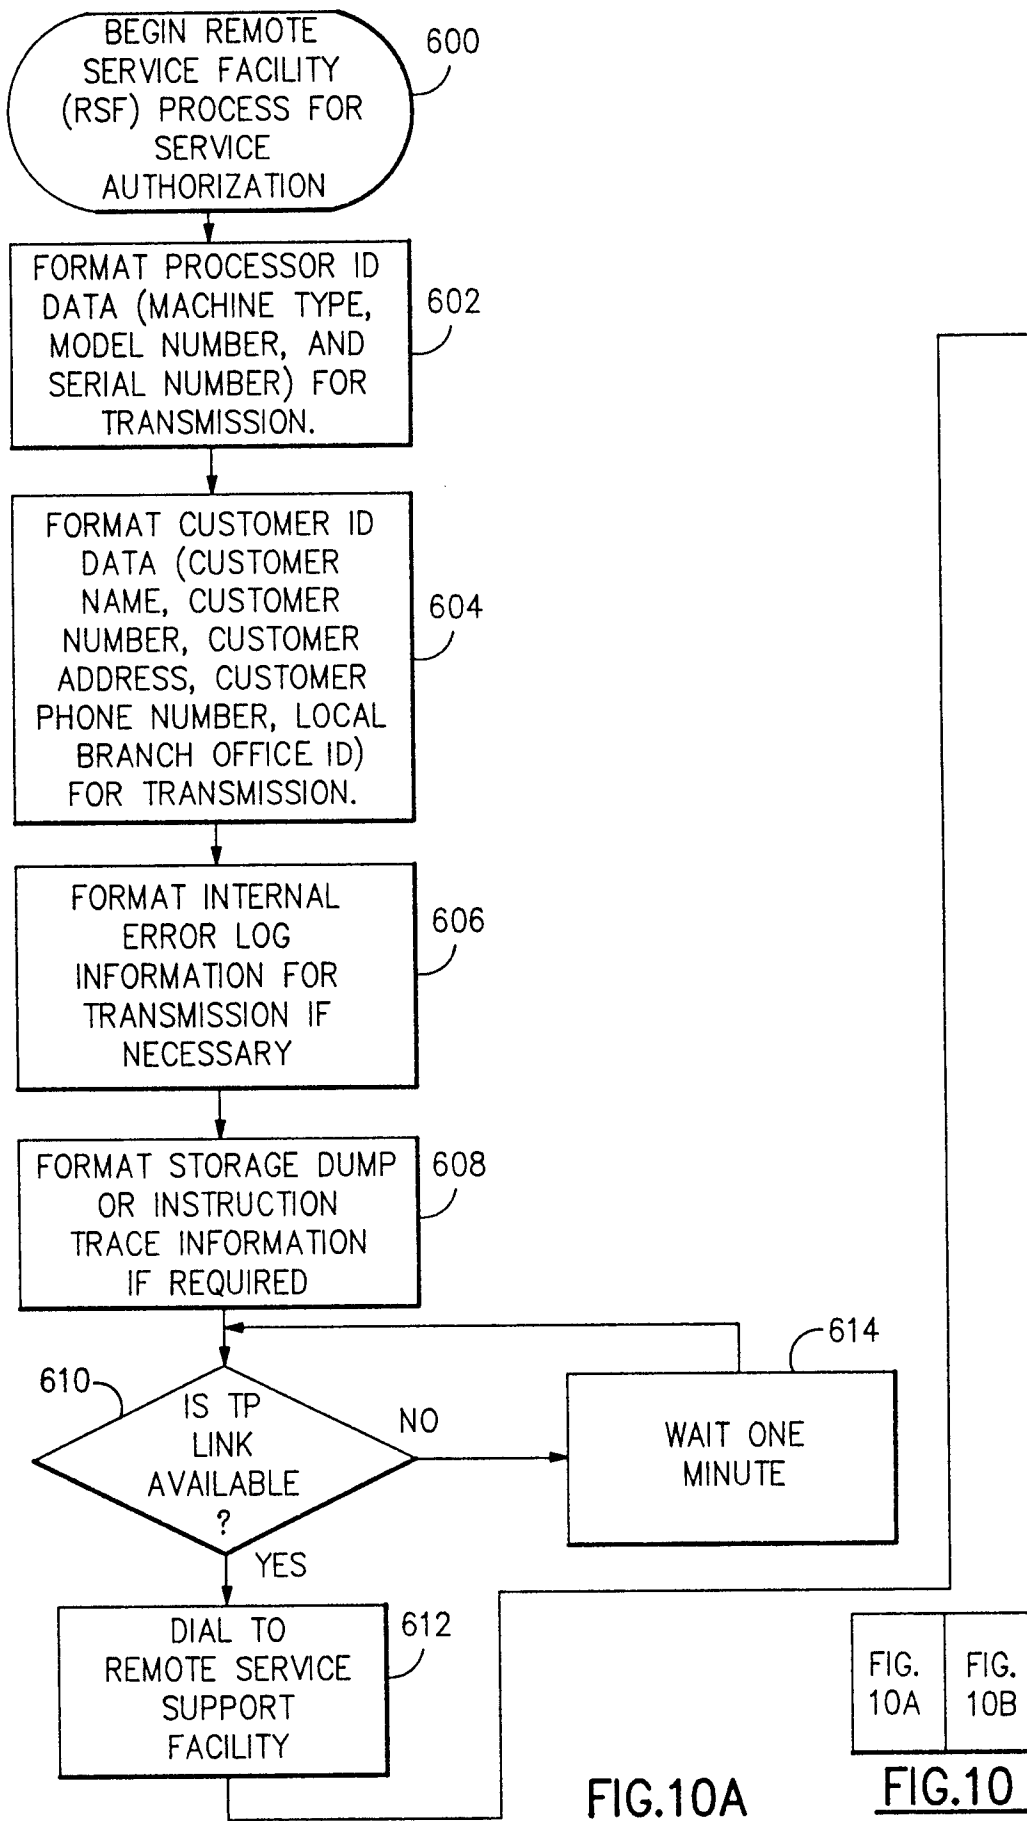 BEGIN REMOTE
SERVICE FACILITY
(RSF) PROCESS FOR
SERVICE
AUTHORIZATION
600
FORMAT PROCESSOR ID
DATA (MACHINE TYPE,
MODEL NUMBER, AND
SERIAL NUMBER) FOR
TRANSMISSION.
602
FORMAT CUSTOMER ID
DATA (CUSTOMER
NAME, CUSTOMER
NUMBER, CUSTOMER
ADDRESS, CUSTOMER
PHONE NUMBER, LOCAL
BRANCH OFFICE ID)
FOR TRANSMISSION.
604
FORMAT INTERNAL
ERROR LOG
INFORMATION FOR
TRANSMISSION IF
NECESSARY
606
FORMAT STORAGE DUMP
OR INSTRUCTION
TRACE INFORMATION
IF REQUIRED
608
610
IS TP
LINK
AVAILABLE
?
NO
YES
614
WAIT ONE
MINUTE
DIAL TO
REMOTE SERVICE
SUPPORT
FACILITY
612
FIG.10A
FIG.
10A
FIG.
10B
FIG.10